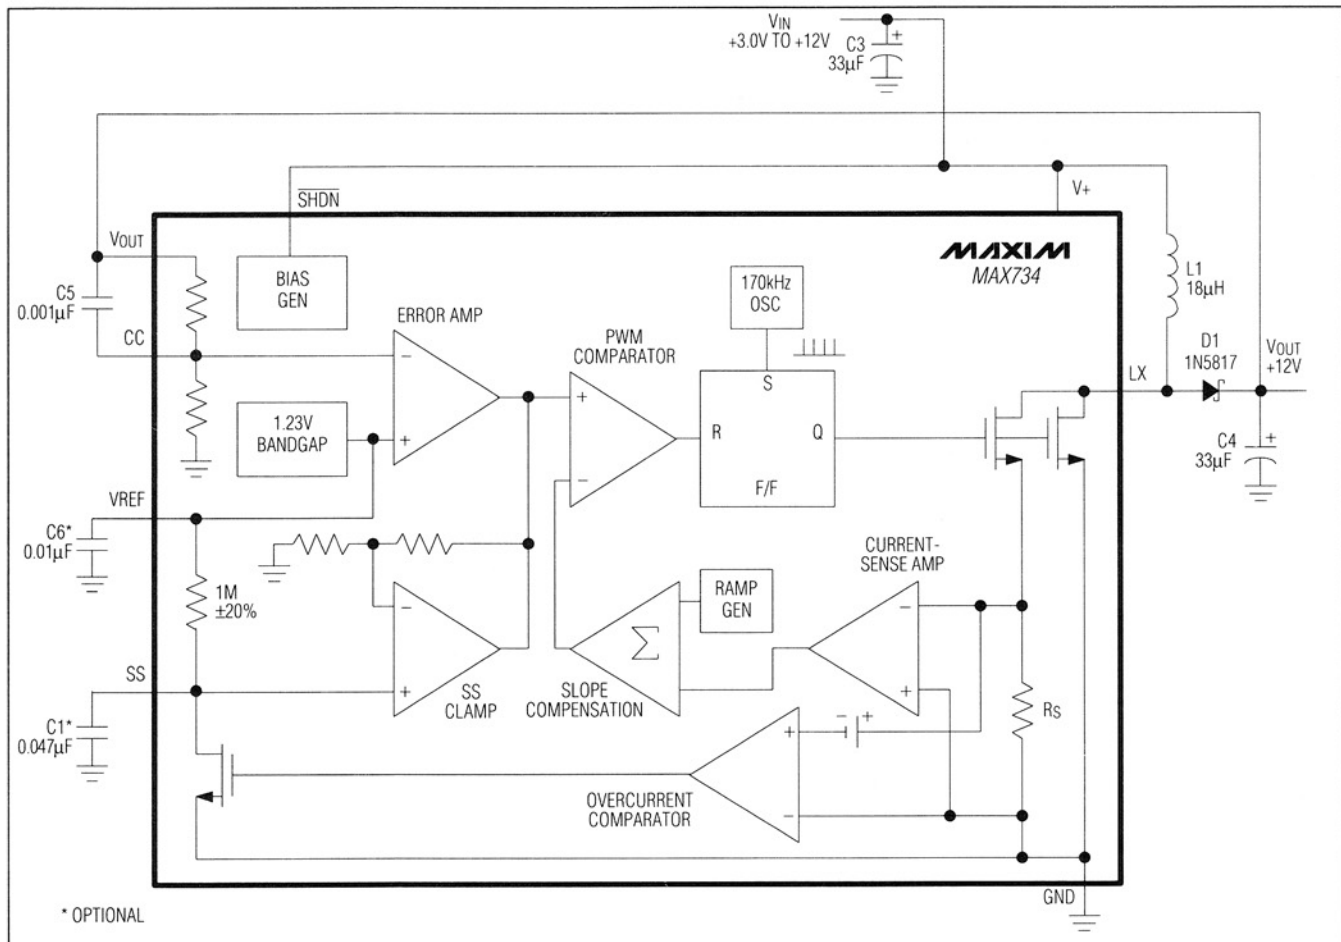 VIN
+3.0V TO +12V
C3
33µF
+
SHDN
V+
VOUT
MAXIM
MAX734
BIAS
GEN
170kHz
OSC
L1
18µH
C5
0.001µF
ERROR AMP
PWM
COMPARATOR
CC
−
D1
1N5817
VOUT
+12V
LX
S
1.23V
BANDGAP
+
+
R
Q
C4
33µF
+
−
F/F
VREF
C6*
0.01µF
CURRENT-
SENSE AMP
1M
±20%
−
RAMP
GEN
−
Σ
SS
+
SS
CLAMP
SLOPE
COMPENSATION
+
RS
C1*
0.047µF
+
−
+
OVERCURRENT
COMPARATOR
−
GND
* OPTIONAL